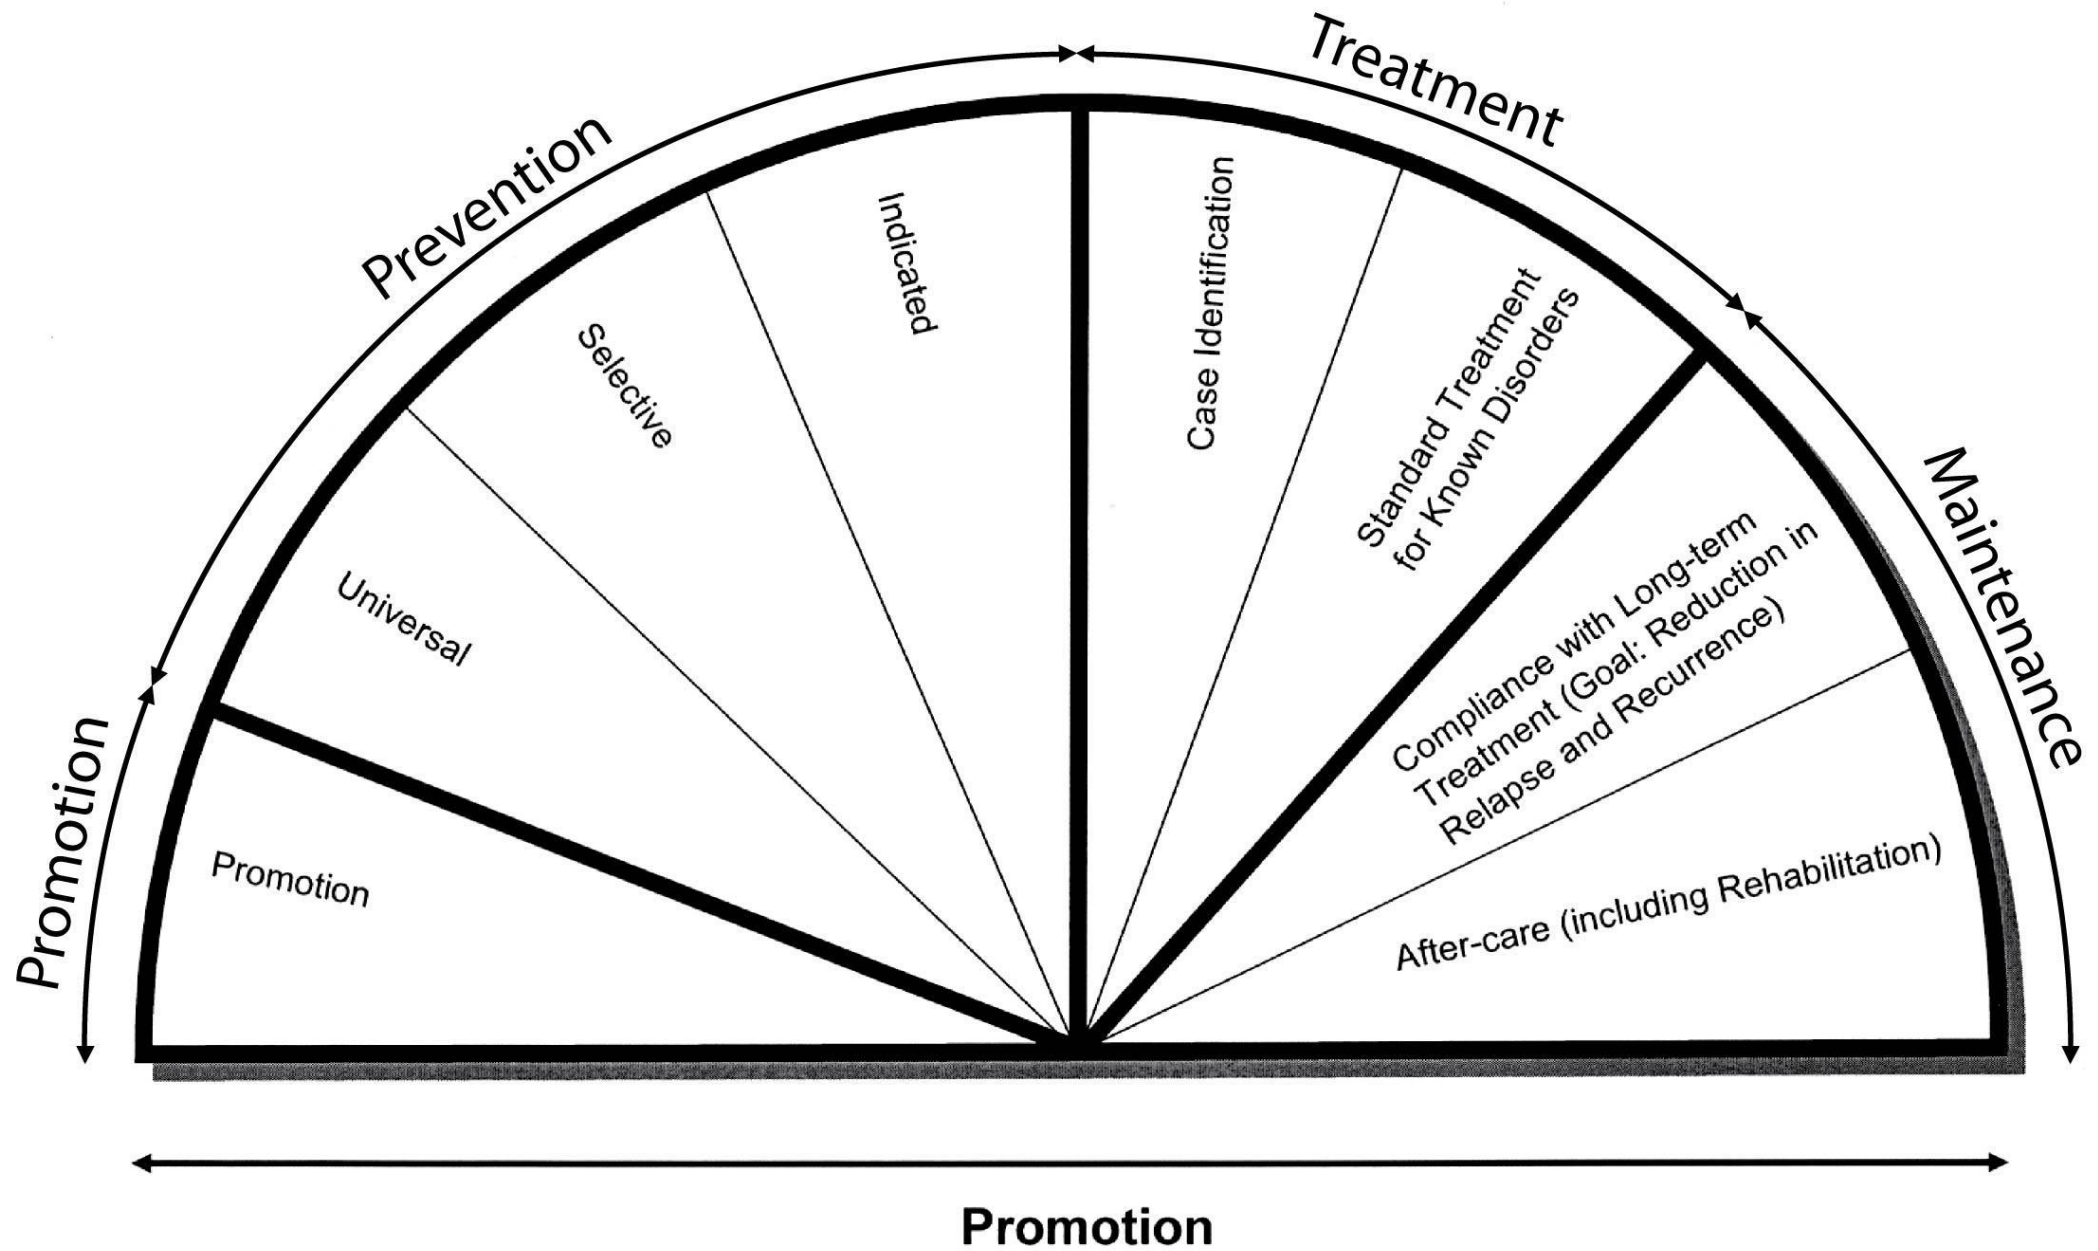 Promotion
Prevention
Treatment
Maintenance
Promotion
Universal
Selective
Indicated
Case Identification
Standard Treatment
for Known Disorders
Compliance with Long-term
Treatment (Goal: Reduction in
Relapse and Recurrence)
After-care (including Rehabilitation)
Promotion